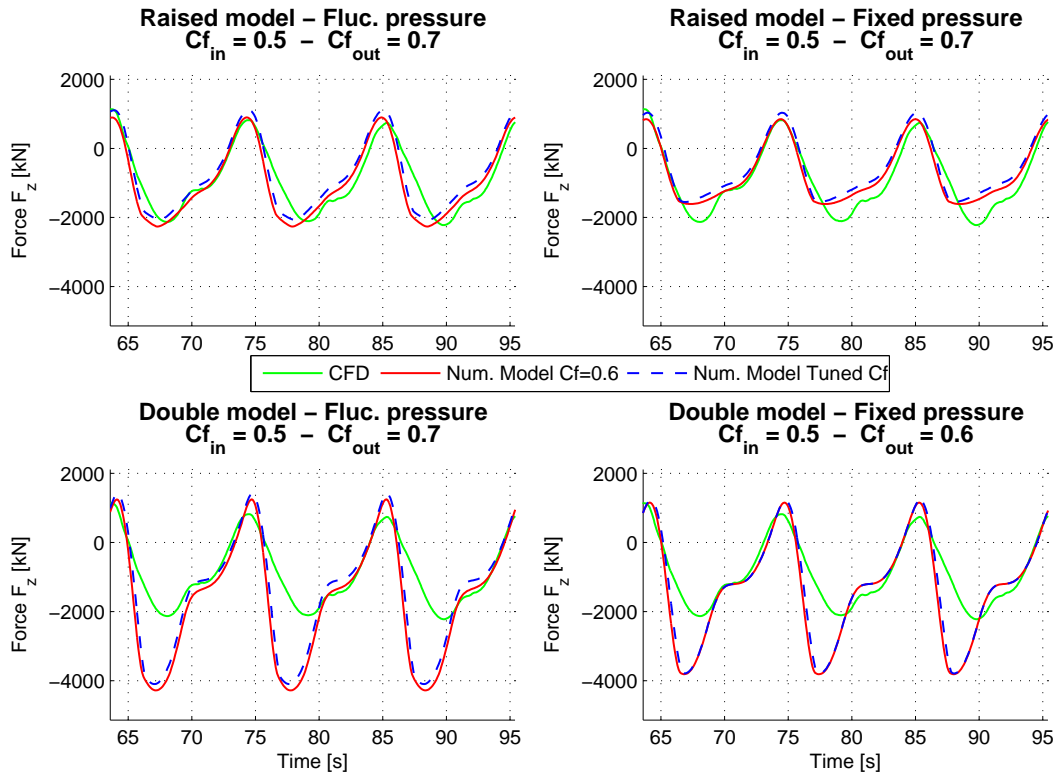 Raised model – Fluc. pressure
Cf_in = 0.5 – Cf_out = 0.7
Raised model – Fixed pressure
Cf_in = 0.5 – Cf_out = 0.7
Force F_z [kN]
2000
0
−2000
−4000
65 70 75 80 85 90 95
Force F_z [kN]
2000
0
−2000
−4000
65 70 75 80 85 90 95
CFD Num. Model Cf=0.6 Num. Model Tuned Cf
Double model – Fluc. pressure
Cf_in = 0.5 – Cf_out = 0.7
Double model – Fixed pressure
Cf_in = 0.5 – Cf_out = 0.6
Force F_z [kN]
2000
0
−2000
−4000
65 70 75 80 85 90 95
Time [s]
Force F_z [kN]
2000
0
−2000
−4000
65 70 75 80 85 90 95
Time [s]